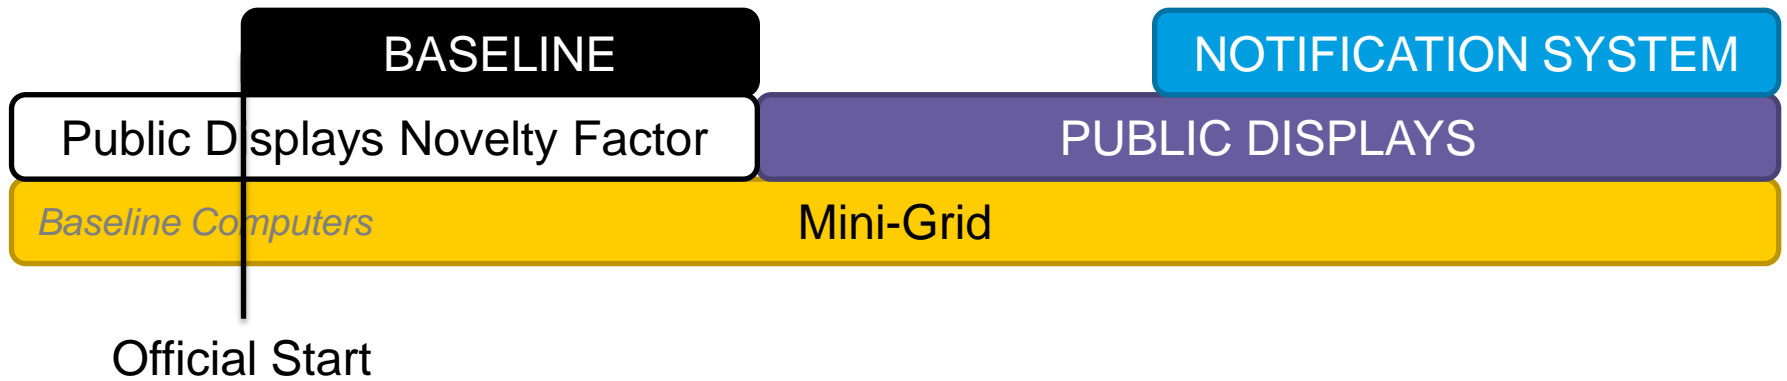 BASELINE
NOTIFICATION SYSTEM
Public Displays Novelty Factor
PUBLIC DISPLAYS
Baseline Computers
Mini-Grid
Official Start